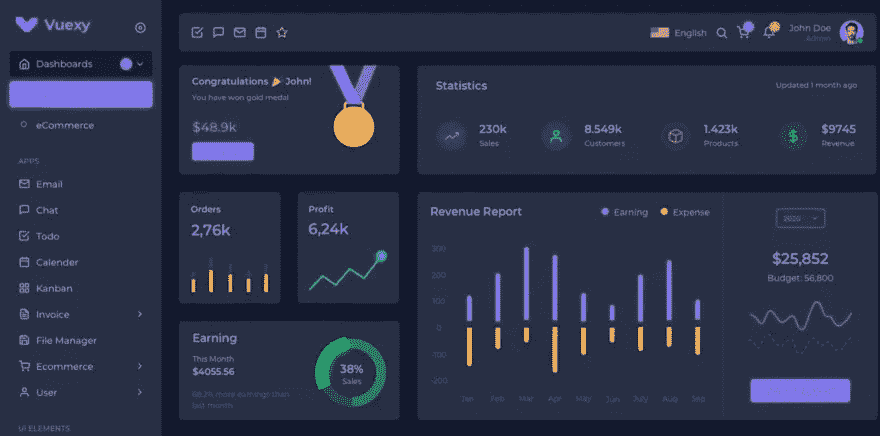 Vuexy
Dashboards
eCommerce
APPS
Email
Chat
Todo
Calender
Kanban
Invoice
File Manager
Ecommerce
User
UI ELEMENTS
English
John Doe
Admin
Congratulations 🎉 John!
You have won gold medal
$48.9k
Statistics
Updated 1 month ago
230k
Sales
8.549k
Customers
1.423k
Products
$9745
Revenue
Orders
2,76k
Profit
6,24k
Earning
This Month
$4055.56
68.2% more earnings than
last month
38%
Sales
Revenue Report
Earning
Expense
300
200
100
0
-100
-200
Jan
Feb
Mar
Apr
May
Jun
July
Aug
Sep
2020
$25,852
Budget: 56,800